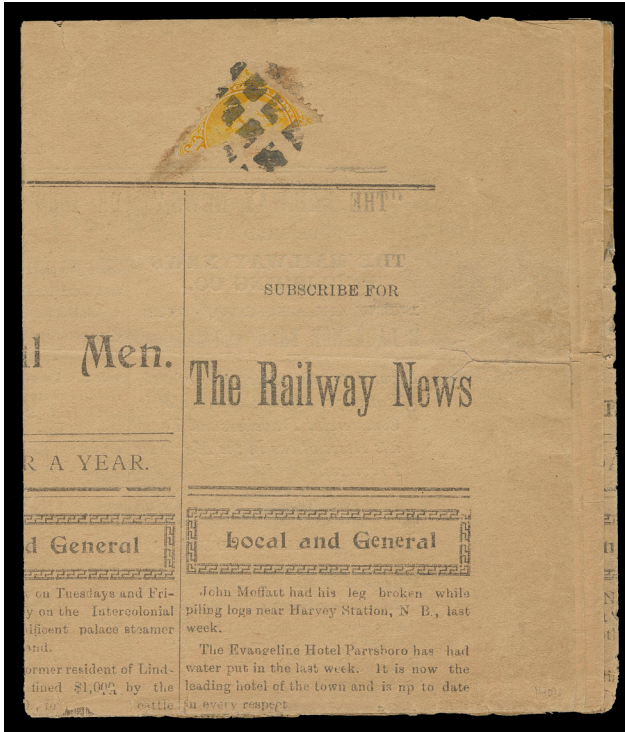 "THE
SUBSCRIBE FOR
Men.
The Railway News
R A YEAR.
d General
Local and General
on Tuesdays and Fri-
y on the Intercolonial
palace steamer
ormer resident of Lind-
fined $1,000 by the
cattle
John Moffatt had his leg broken while
piling logs near Harvey Station, N B., last
week.
The Evangeline Hotel Parrsboro has had
water put in the last week. It is now the
leading hotel of the town and is up to date
in every respect